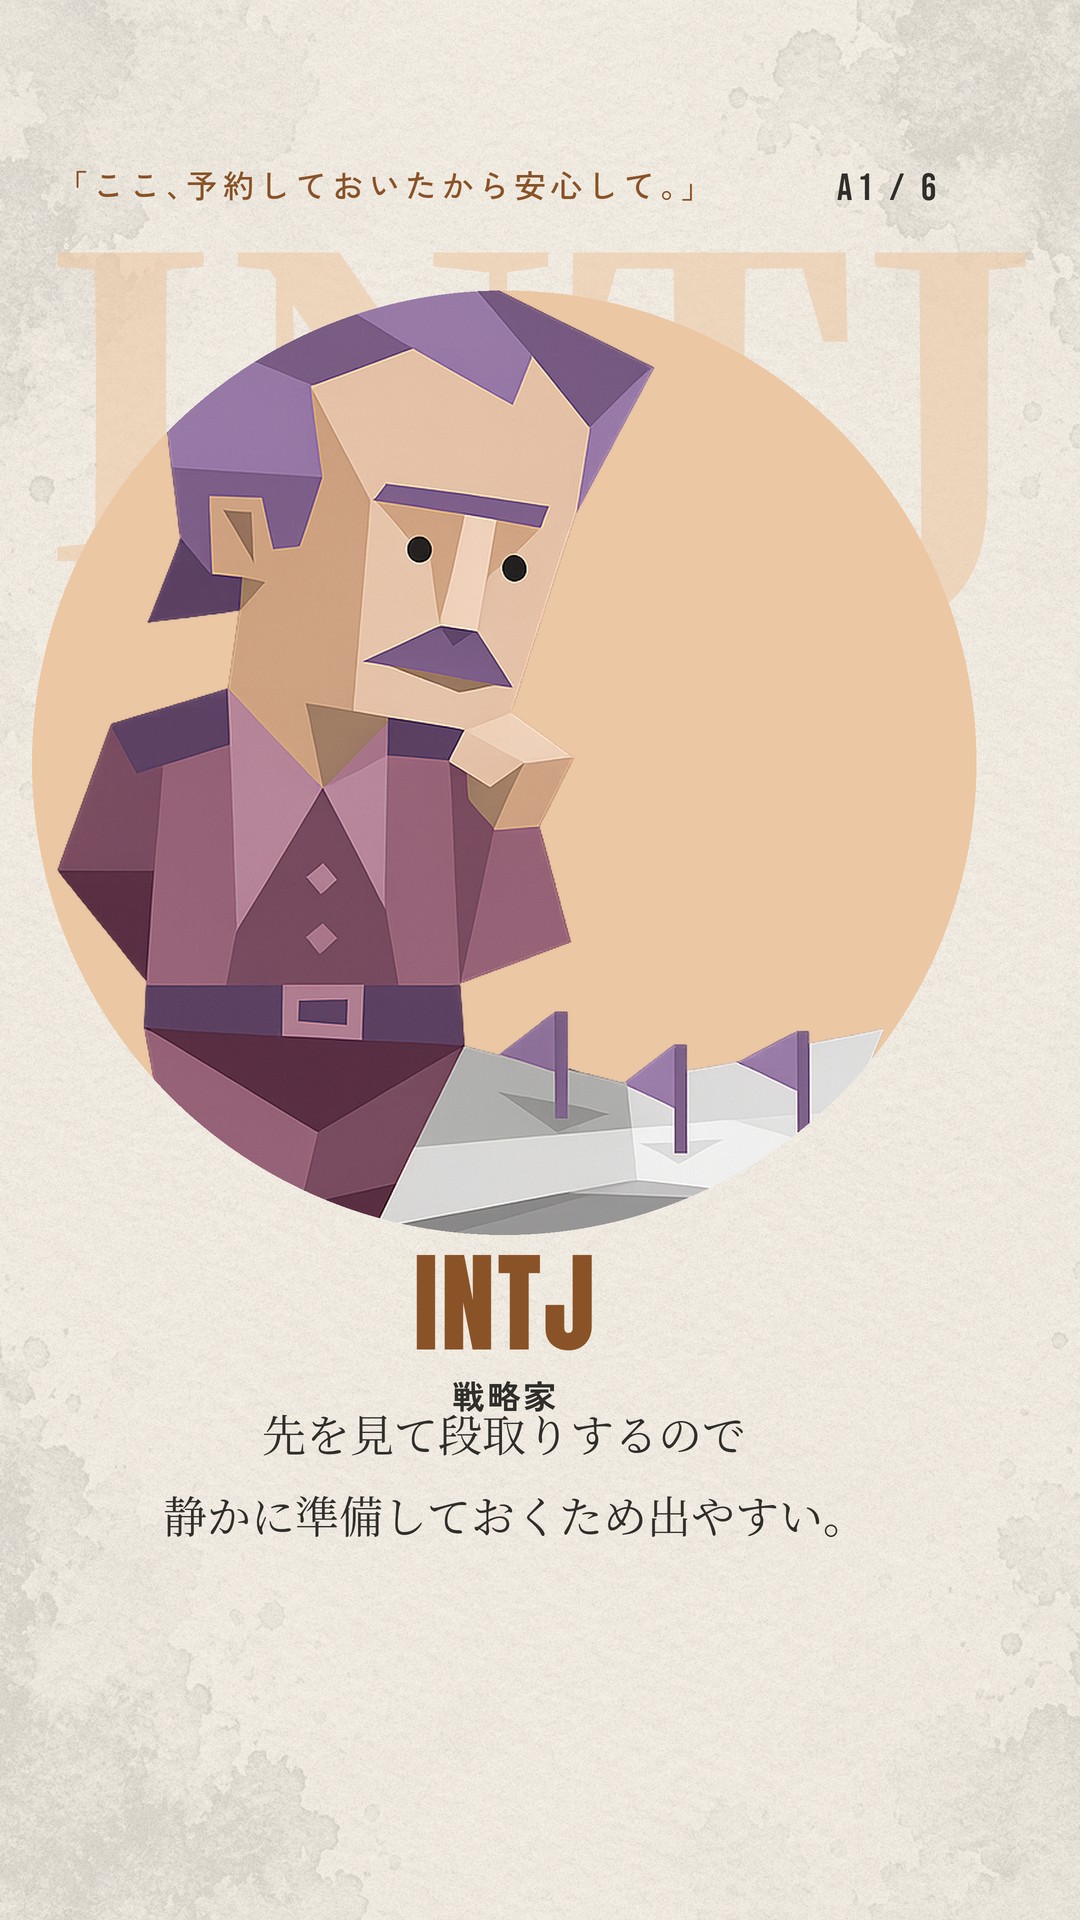 「ここ、予約しておいたから安心して。」
A1 / 6
INTJ
INTJ
戦略家
先を見て段取りするので
静かに準備しておくため出やすい。